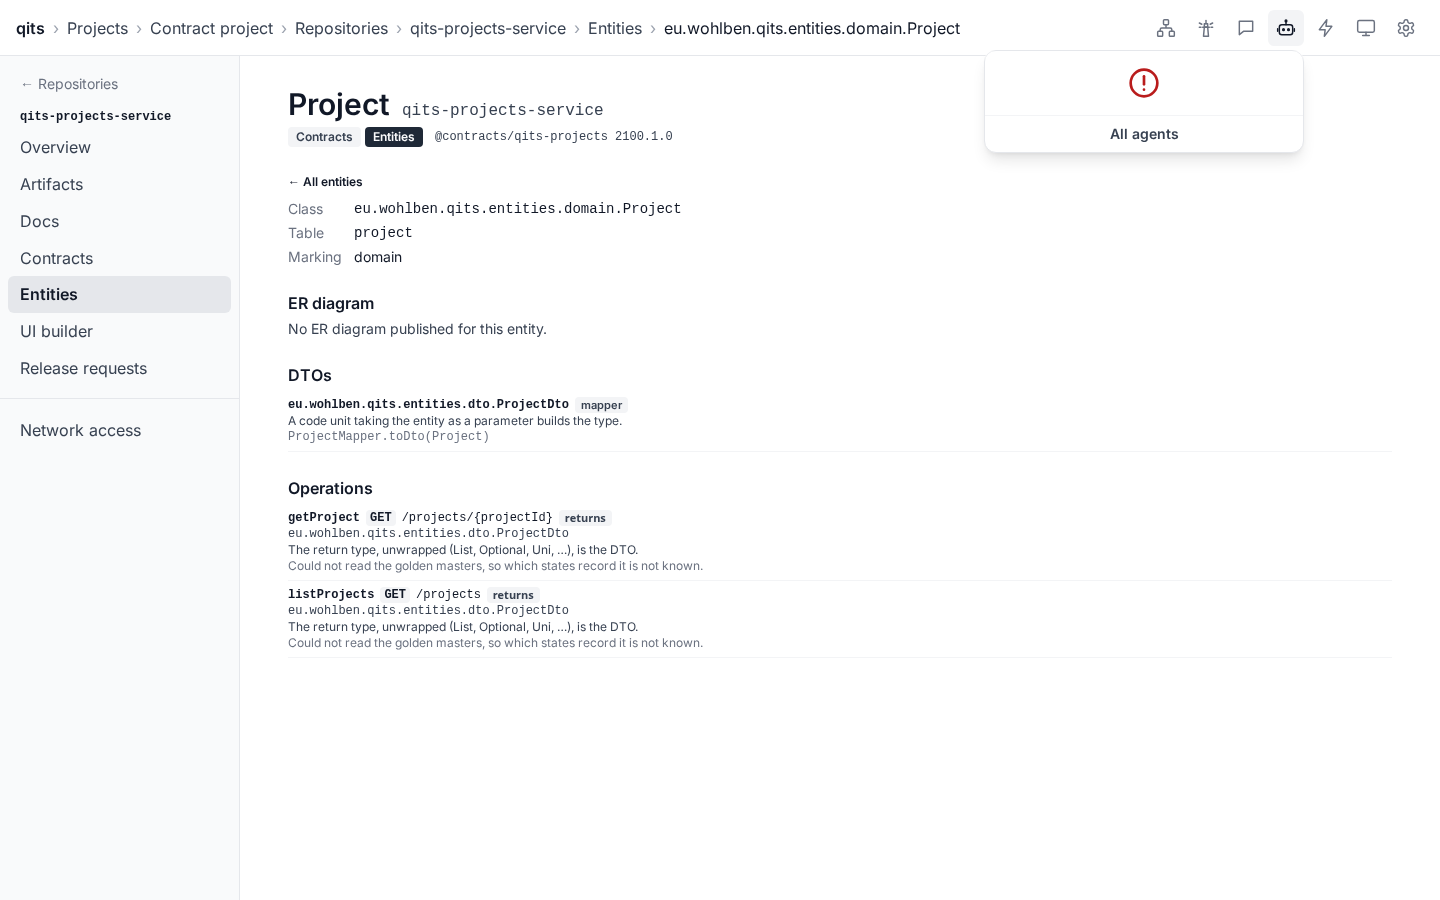 qits › Projects › Contract project › Repositories › qits-projects-service › Entities › eu.wohlben.qits.entities.domain.Project
All agents
← Repositories
qits-projects-service
Overview
Artifacts
Docs
Contracts
Entities
UI builder
Release requests
Network access
Project qits-projects-service
Contracts Entities @contracts/qits-projects 2100.1.0
← All entities
Class eu.wohlben.qits.entities.domain.Project
Table project
Marking domain
ER diagram
No ER diagram published for this entity.
DTOs
eu.wohlben.qits.entities.dto.ProjectDto mapper
A code unit taking the entity as a parameter builds the type.
ProjectMapper.toDto(Project)
Operations
getProject GET /projects/{projectId} returns
eu.wohlben.qits.entities.dto.ProjectDto
The return type, unwrapped (List, Optional, Uni, …), is the DTO.
Could not read the golden masters, so which states record it is not known.
listProjects GET /projects returns
eu.wohlben.qits.entities.dto.ProjectDto
The return type, unwrapped (List, Optional, Uni, …), is the DTO.
Could not read the golden masters, so which states record it is not known.